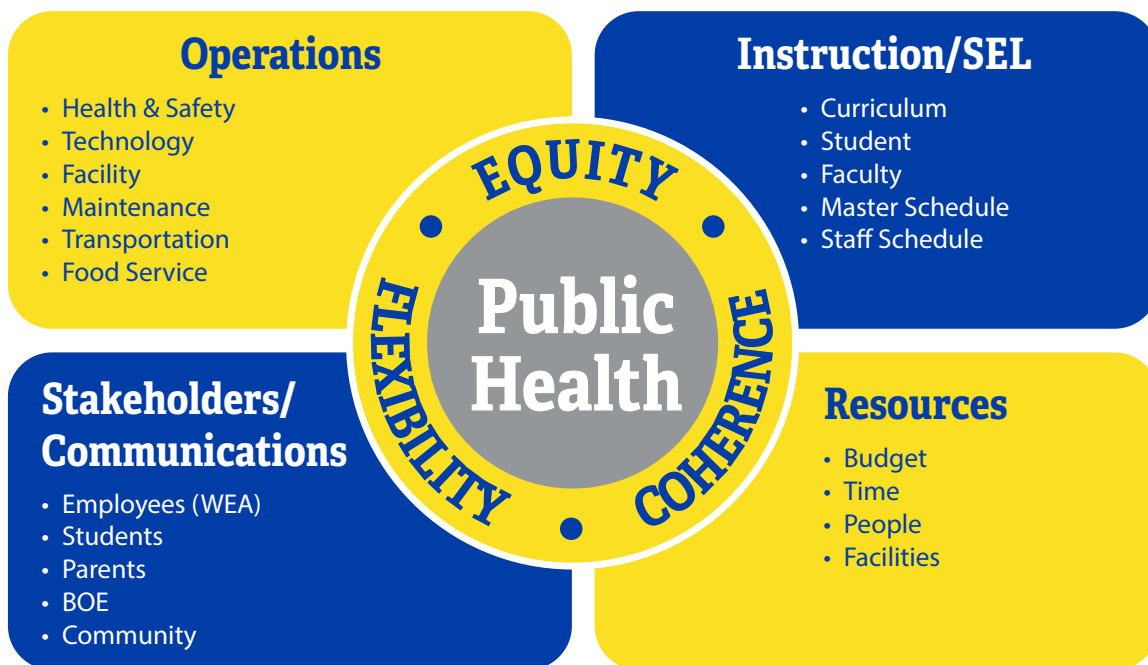 Operations
• Health & Safety
• Technology
• Facility
• Maintenance
• Transportation
• Food Service
Instruction/SEL
• Curriculum
• Student
• Faculty
• Master Schedule
• Staff Schedule
EQUITY
FLEXIBILITY
COHERENCE
Public
Health
Stakeholders/
Communications
• Employees (WEA)
• Students
• Parents
• BOE
• Community
Resources
• Budget
• Time
• People
• Facilities